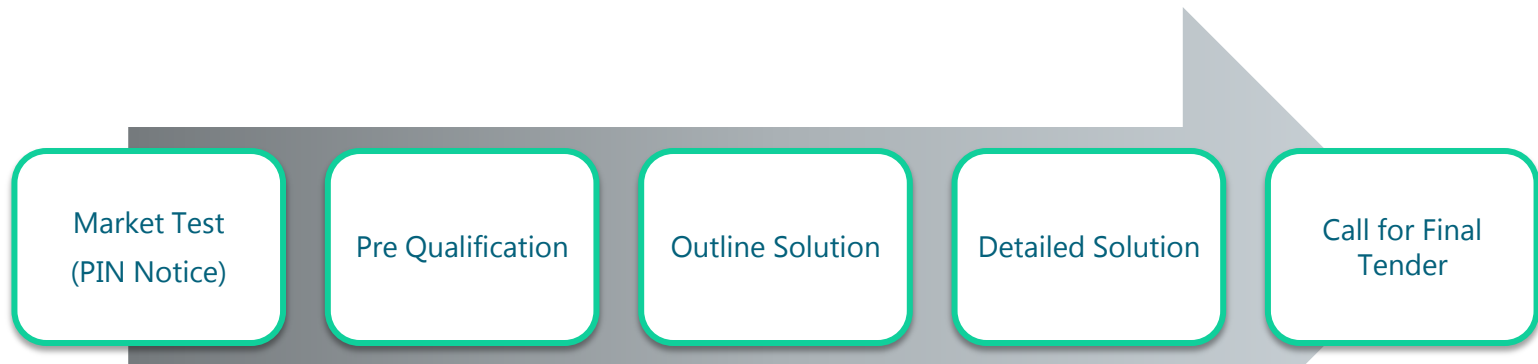 Market Test
(PIN Notice)
Pre Qualification
Outline Solution
Detailed Solution
Call for Final
Tender